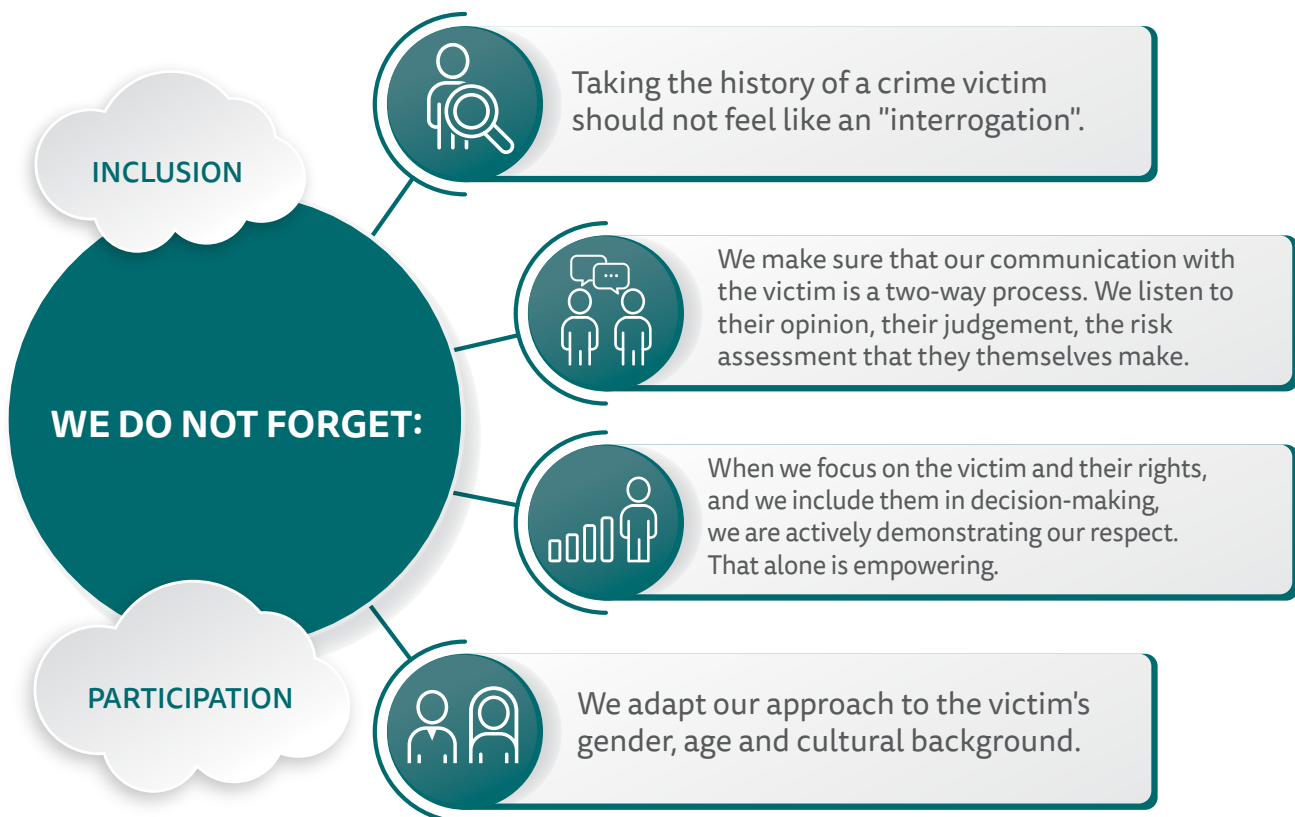 INCLUSION
WE DO NOT FORGET:
PARTICIPATION
Taking the history of a crime victim
should not feel like an "interrogation".
We make sure that our communication with
the victim is a two-way process. We listen to
their opinion, their judgement, the risk
assessment that they themselves make.
When we focus on the victim and their rights,
and we include them in decision-making,
we are actively demonstrating our respect.
That alone is empowering.
We adapt our approach to the victim's
gender, age and cultural background.